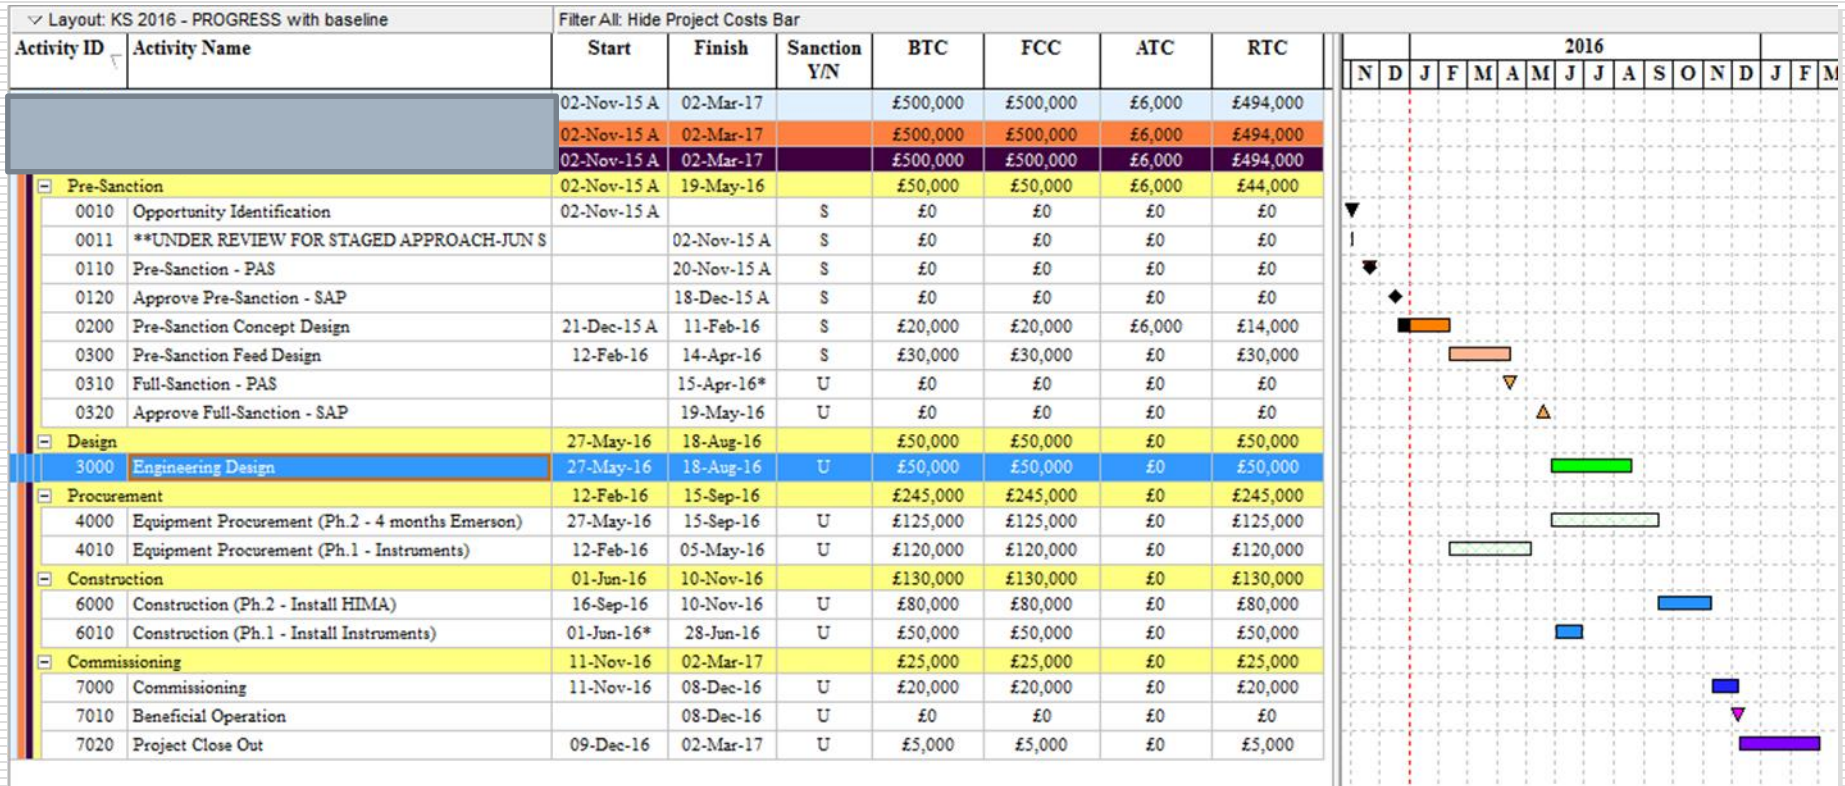 Layout: KS 2016 - PROGRESS with baseline Filter All: Hide Project Costs Bar
Activity ID Activity Name Start Finish Sanction Y/N BTC FCC ATC RTC 2016
N D J F M A M J J A S O N D J F M
02-Nov-15 A 02-Mar-17 £500,000 £500,000 £6,000 £494,000
02-Nov-15 A 02-Mar-17 £500,000 £500,000 £6,000 £494,000
02-Nov-15 A 02-Mar-17 £500,000 £500,000 £6,000 £494,000
Pre-Sanction 02-Nov-15 A 19-May-16 £50,000 £50,000 £6,000 £44,000
0010 Opportunity Identification 02-Nov-15 A S £0 £0 £0 £0
0011 **UNDER REVIEW FOR STAGED APPROACH-JUN S 02-Nov-15 A S £0 £0 £0 £0
0110 Pre-Sanction - PAS 20-Nov-15 A S £0 £0 £0 £0
0120 Approve Pre-Sanction - SAP 18-Dec-15 A S £0 £0 £0 £0
0200 Pre-Sanction Concept Design 21-Dec-15 A 11-Feb-16 S £20,000 £20,000 £6,000 £14,000
0300 Pre-Sanction Feed Design 12-Feb-16 14-Apr-16 S £30,000 £30,000 £0 £30,000
0310 Full-Sanction - PAS 15-Apr-16* U £0 £0 £0 £0
0320 Approve Full-Sanction - SAP 19-May-16 U £0 £0 £0 £0
Design 27-May-16 18-Aug-16 £50,000 £50,000 £0 £50,000
3000 Engineering Design 27-May-16 18-Aug-16 U £50,000 £50,000 £0 £50,000
Procurement 12-Feb-16 15-Sep-16 £245,000 £245,000 £0 £245,000
4000 Equipment Procurement (Ph.2 - 4 months Emerson) 27-May-16 15-Sep-16 U £125,000 £125,000 £0 £125,000
4010 Equipment Procurement (Ph.1 - Instruments) 12-Feb-16 05-May-16 U £120,000 £120,000 £0 £120,000
Construction 01-Jun-16 10-Nov-16 £130,000 £130,000 £0 £130,000
6000 Construction (Ph.2 - Install HIMA) 16-Sep-16 10-Nov-16 U £80,000 £80,000 £0 £80,000
6010 Construction (Ph.1 - Install Instruments) 01-Jun-16* 28-Jun-16 U £50,000 £50,000 £0 £50,000
Commissioning 11-Nov-16 02-Mar-17 £25,000 £25,000 £0 £25,000
7000 Commissioning 11-Nov-16 08-Dec-16 U £20,000 £20,000 £0 £20,000
7010 Beneficial Operation 08-Dec-16 U £0 £0 £0 £0
7020 Project Close Out 09-Dec-16 02-Mar-17 U £5,000 £5,000 £0 £5,000